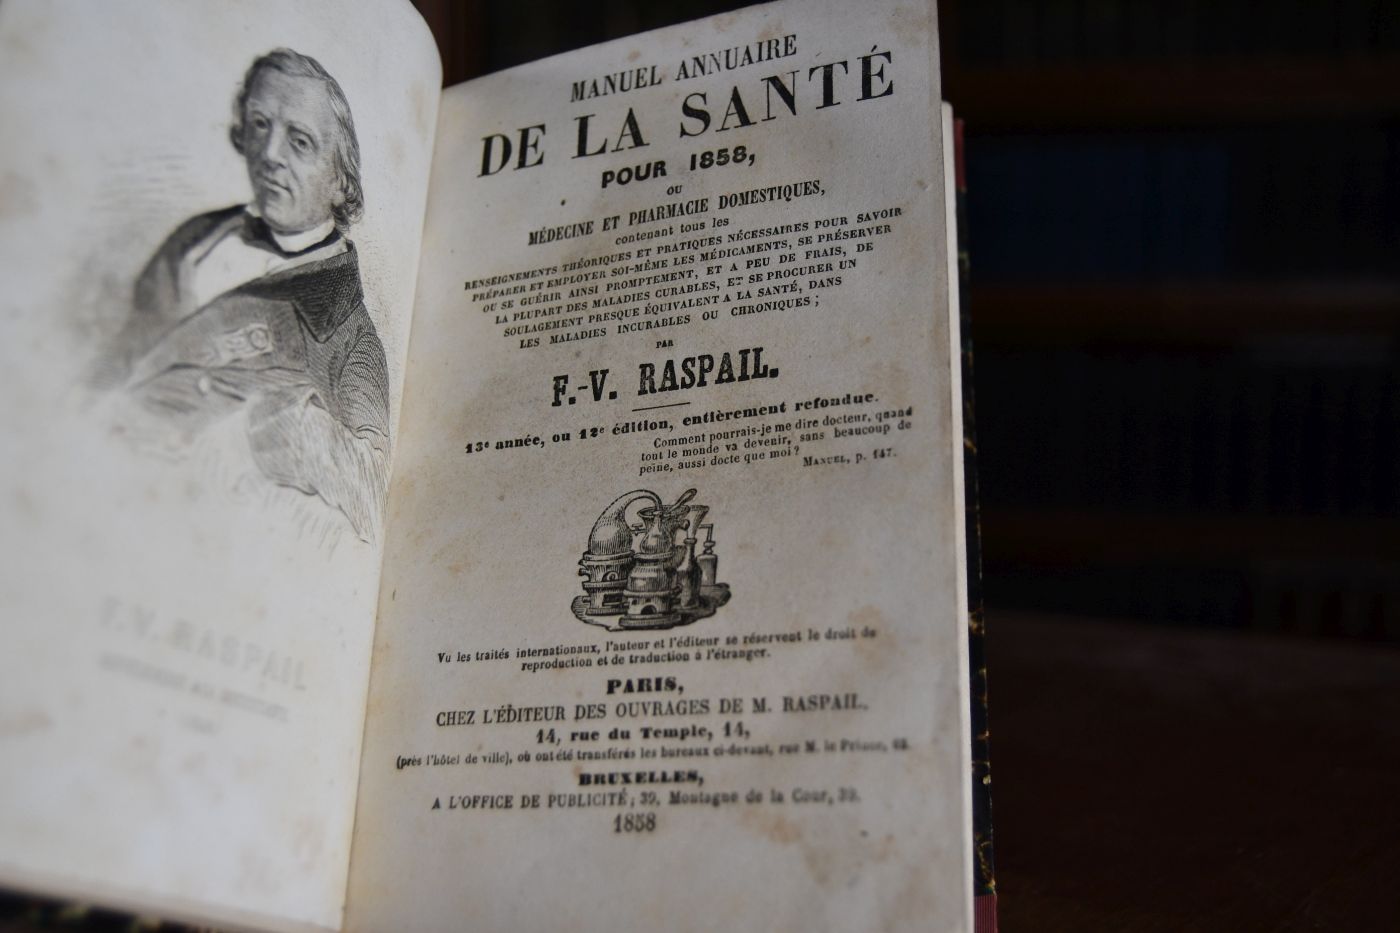 F. V. RASPAIL
MANUEL ANNUAIRE
DE LA SANTÉ
POUR 1858,
OU
MÉDECINE ET PHARMACIE DOMESTIQUES,
contenant tous les
RENSEIGNEMENTS THÉORIQUES ET PRATIQUES NÉCESSAIRES POUR SAVOIR
PRÉPARER ET EMPLOYER SOI-MÊME LES MÉDICAMENTS, SE PRÉSERVER
OU SE GUÉRIR AINSI PROMPTEMENT, ET A PEU DE FRAIS, DE
LA PLUPART DES MALADIES CURABLES, ET SE PROCURER UN
SOULAGEMENT PRESQUE ÉQUIVALENT A LA SANTÉ, DANS
LES MALADIES INCURABLES OU CHRONIQUES;
PAR
F.-V. RASPAIL.
13e année, ou 12e édition, entièrement refondue.
Comment pourrais-je me dire docteur, quand
tout le monde va devenir, sans beaucoup de
peine, aussi docte que moi?
MANUEL, p. 147.
Vu les traités internationaux, l'auteur et l'éditeur se réservent le droit de
reproduction et de traduction à l'étranger.
PARIS,
CHEZ L'ÉDITEUR DES OUVRAGES DE M. RASPAIL.
14, rue du Temple, 14,
(près l'hôtel de ville), où ont été transférés les bureaux ci-devant, rue M. le Prince,
BRUXELLES,
A L'OFFICE DE PUBLICITÉ; 39, Montagne de la Cour, 39.
1858